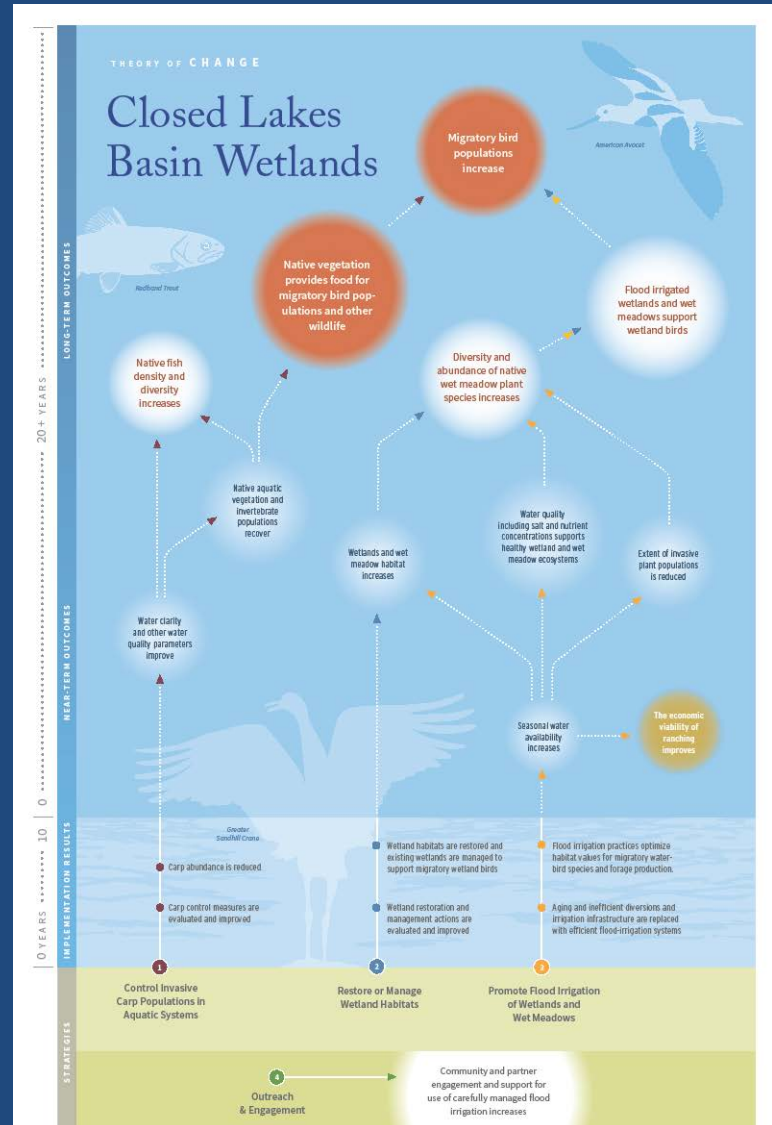 THEORY OF CHANGE
Closed Lakes
Basin Wetlands
American Avocet
Migratory bird
populations
increase
Redband Trout
Native vegetation
provides food for
migratory bird pop-
ulations and other
wildlife
Flood irrigated
wetlands and wet
meadows support
wetland birds
Native fish
density and
diversity
increases
Diversity and
abundance of native
wet meadow plant
species increases
Native aquatic
vegetation and
invertebrate
populations
recover
Wetlands and wet
meadow habitat
increases
Water quality
including salt and nutrient
concentrations supports
healthy wetland and wet
meadow ecosystems
Extent of invasive
plant populations
is reduced
Water clarity
and other water
quality parameters
improve
Seasonal water
availability
increases
The economic
viability of
ranching
improves
Greater
Sandhill Crane
Carp abundance is reduced
Carp control measures are
evaluated and improved
Wetland habitats are restored and
existing wetlands are managed to
support migratory wetland birds
Wetland restoration and
management actions are
evaluated and improved
Flood irrigation practices optimize
habitat values for migratory water-
bird species and forage production.
Aging and inefficient diversions and
irrigation infrastructure are replaced
with efficient flood-irrigation systems
1
Control Invasive
Carp Populations in
Aquatic Systems
2
Restore or Manage
Wetland Habitats
3
Promote Flood Irrigation
of Wetlands and
Wet Meadows
4
Outreach
& Engagement
Community and partner
engagement and support for
use of carefully managed flood
irrigation increases
LONG-TERM OUTCOMES
NEAR-TERM OUTCOMES
IMPLEMENTATION RESULTS
STRATEGIES
0 20+ YEARS
0 YEARS 10